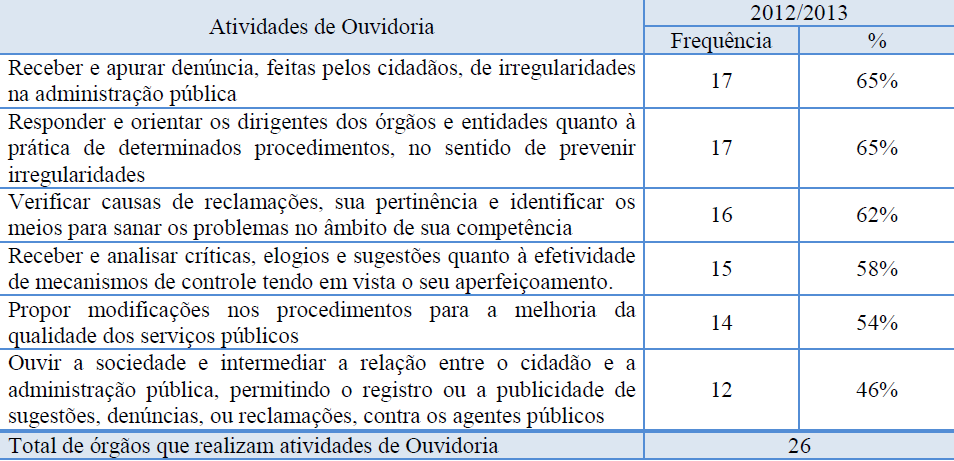 Atividades de Ouvidoria
2012/2013
Frequência
%
Receber e apurar denúncia, feitas pelos cidadãos, de irregularidades
na administração pública
17
65%
Responder e orientar os dirigentes dos órgãos e entidades quanto à
prática de determinados procedimentos, no sentido de prevenir
irregularidades
17
65%
Verificar causas de reclamações, sua pertinência e identificar os
meios para sanar os problemas no âmbito de sua competência
16
62%
Receber e analisar críticas, elogios e sugestões quanto à efetividade
de mecanismos de controle tendo em vista o seu aperfeiçoamento.
15
58%
Propor modificações nos procedimentos para a melhoria da
qualidade dos serviços públicos
14
54%
Ouvir a sociedade e intermediar a relação entre o cidadão e a
administração pública, permitindo o registro ou a publicidade de
sugestões, denúncias, ou reclamações, contra os agentes públicos
12
46%
Total de órgãos que realizam atividades de Ouvidoria
26